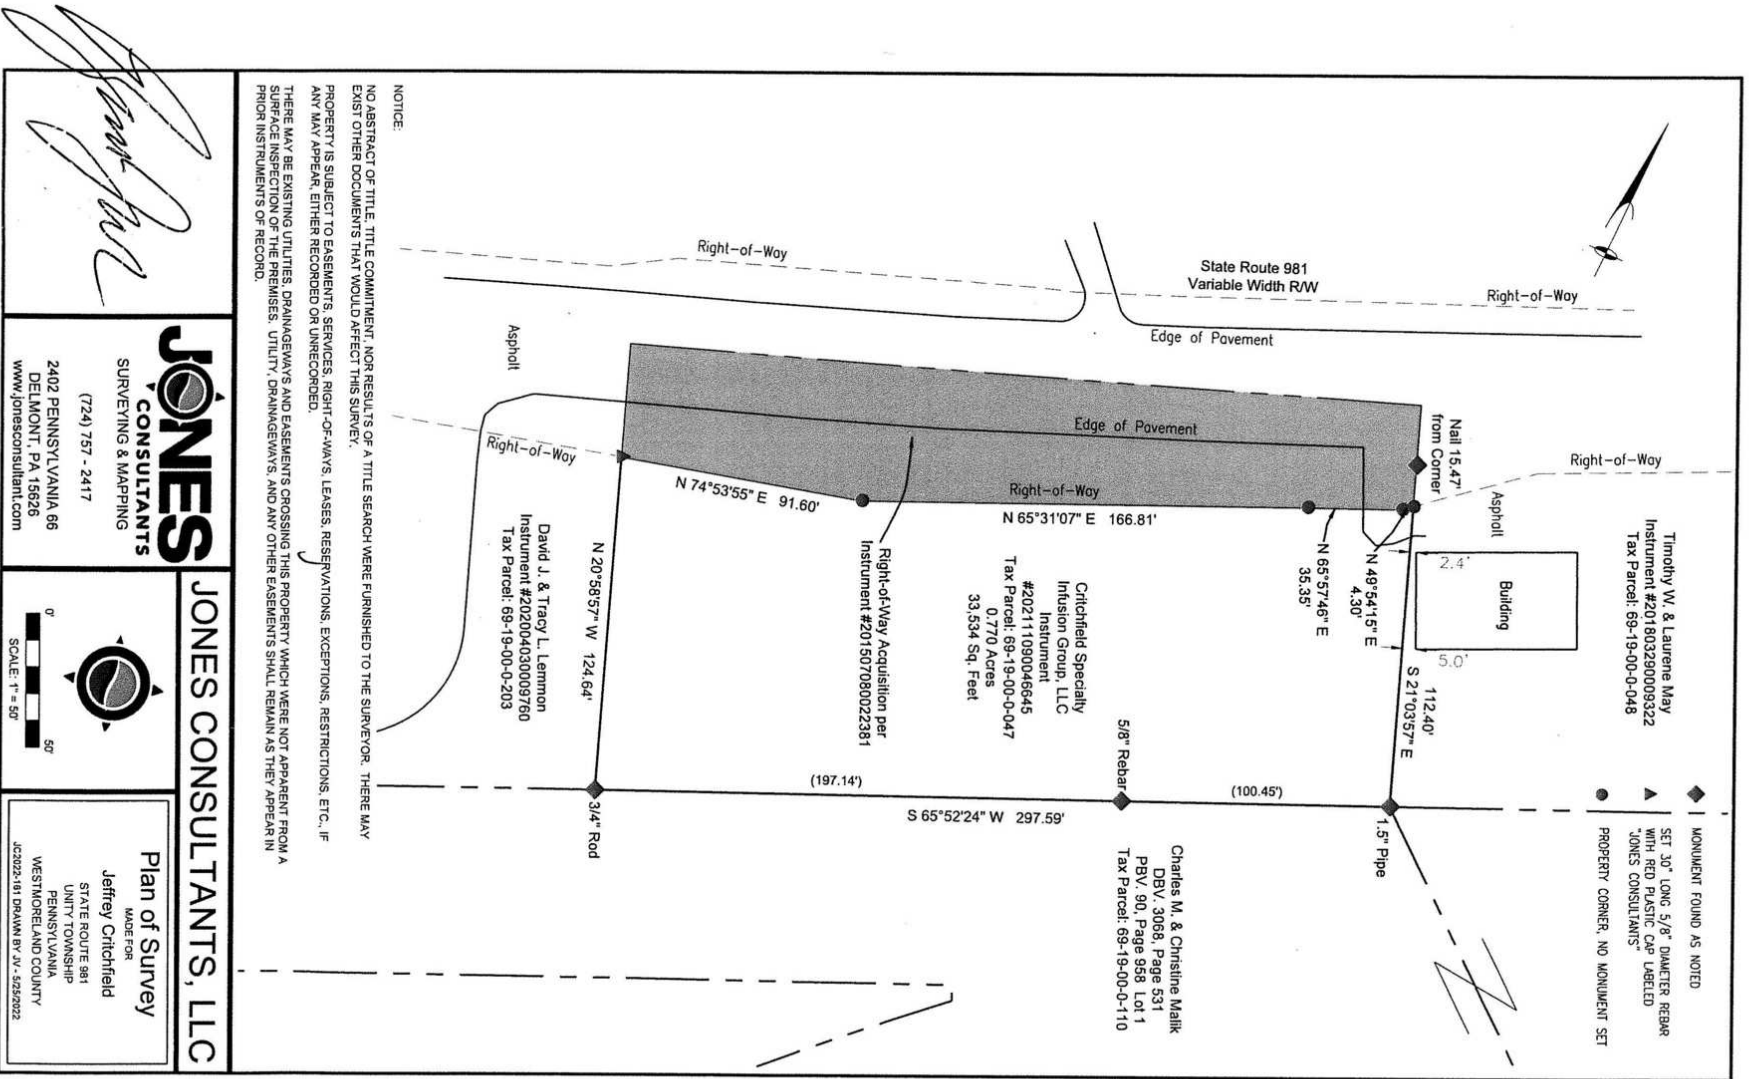 Right-of-Way
State Route 981
Variable Width R/W
Right-of-Way
Edge of Pavement
Asphalt
Right-of-Way
Edge of Pavement
Nail 15.47'
from Corner
Right-of-Way
Right-of-Way
N 74°53'55" E 91.60'
N 65°31'07" E 166.81'
N 65°57'46" E
35.35'
N 49°54'15" E
4.30'
Asphalt
2.4'
Building
5.0'
S 21°03'57" E
112.40'
Timothy W. & Laurene May
Instrument #201803290009322
Tax Parcel: 69-19-00-0-048
Right-of-Way Acquisition per
Instrument #201507080022381
Critchfield Specialty
Infusion Group, LLC
Instrument
#202111090046645
Tax Parcel: 69-19-00-0-047
0.770 Acres
33,534 Sq. Feet
N 20°58'57" W 124.64'
David J. & Tracy L. Lemmon
Instrument #202004030009760
Tax Parcel: 69-19-00-0-203
(197.14')
5/8" Rebar
(100.45')
S 65°52'24" W 297.59'
3/4" Rod
1.5" Pipe
Charles M. & Christine Malik
DBV. 3068, Page 531
PBV. 90, Page 958 Lot 1
Tax Parcel: 69-19-00-0-110
MONUMENT FOUND AS NOTED
SET 30" LONG 5/8" DIAMETER REBAR
WITH RED PLASTIC CAP LABELED
"JONES CONSULTANTS"
PROPERTY CORNER, NO MONUMENT SET
NOTICE:
NO ABSTRACT OF TITLE, TITLE COMMITMENT, NOR RESULTS OF A TITLE SEARCH WERE FURNISHED TO THE SURVEYOR. THERE MAY
EXIST OTHER DOCUMENTS THAT WOULD AFFECT THIS SURVEY.
PROPERTY IS SUBJECT TO EASEMENTS, SERVICES, RIGHT-OF-WAYS, LEASES, RESERVATIONS, EXCEPTIONS, RESTRICTIONS, ETC., IF
ANY MAY APPEAR, EITHER RECORDED OR UNRECORDED.
THERE MAY BE EXISTING UTILITIES, DRAINAGEWAYS AND EASEMENTS CROSSING THIS PROPERTY WHICH WERE NOT APPARENT FROM A
SURFACE INSPECTION OF THE PREMISES. UTILITY, DRAINAGEWAYS, AND ANY OTHER EASEMENTS SHALL REMAIN AS THEY APPEAR IN
PRIOR INSTRUMENTS OF RECORD.
JONES CONSULTANTS, LLC
JONES
CONSULTANTS
SURVEYING & MAPPING
(724) 757 - 2417
2402 PENNSYLVANIA 66
DELMONT, PA 15626
www.jonesconsultant.com
0'
50'
SCALE: 1" = 50'
Plan of Survey
MADE FOR
Jeffrey Critchfield
STATE ROUTE 981
UNITY TOWNSHIP
PENNSYLVANIA
WESTMORELAND COUNTY
JC2022-161 DRAWN BY JV - 5/25/2022